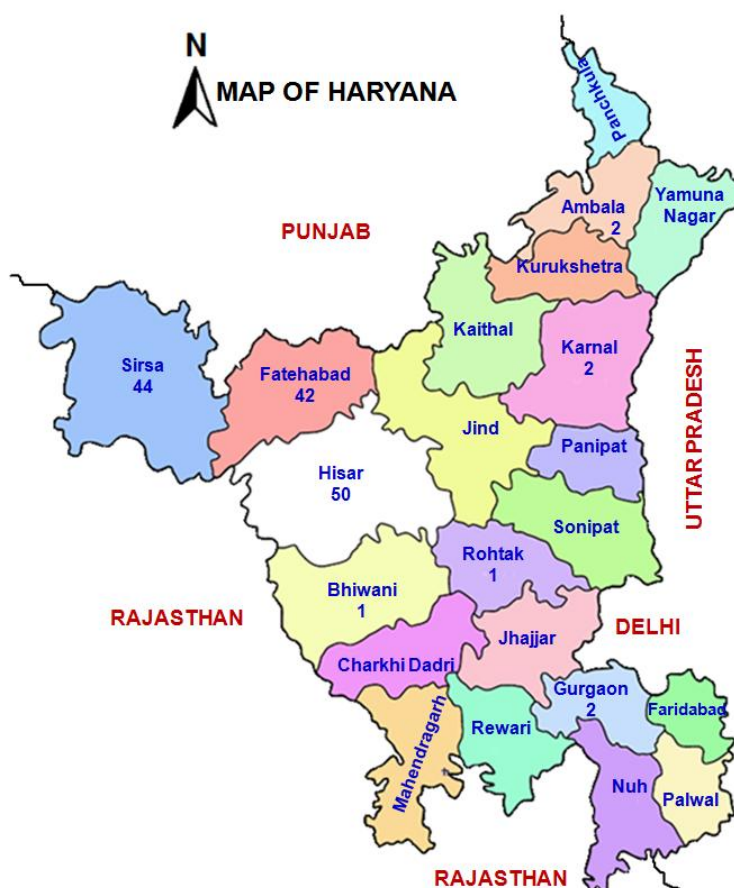 N
MAP OF HARYANA
Panchkula
Ambala
2
Yamuna
Nagar
PUNJAB
Kurukshetra
Kaithal
Karnal
2
Sirsa
44
Fatehabad
42
UTTAR PRADESH
Jind
Panipat
Hisar
50
Sonipat
Rohtak
1
Bhiwani
1
RAJASTHAN
DELHI
Jhajjar
Charkhi Dadri
Gurgaon
2
Faridabad
Mahendragarh
Rewari
Nuh
Palwal
RAJASTHAN